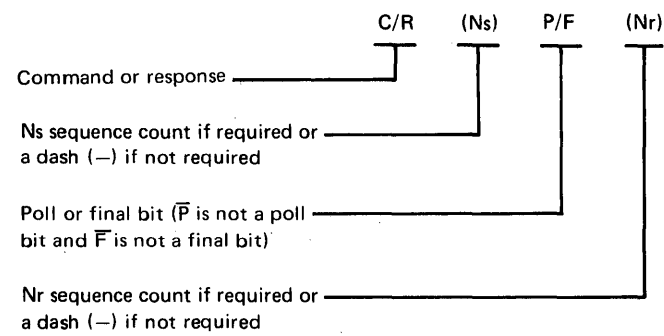 C/R (Ns) P/F (Nr)
Command or response
Ns sequence count if required or
a dash (—) if not required
Poll or final bit (P̅ is not a poll
bit and F̅ is not a final bit)
Nr sequence count if required or
a dash (—) if not required